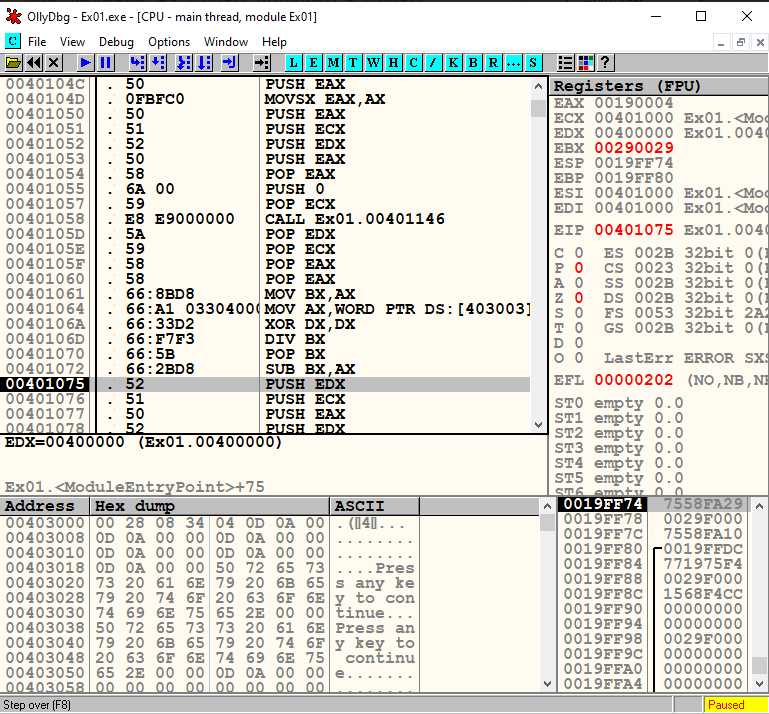 OllyDbg - Ex01.exe - [CPU - main thread, module Ex01]
C File View Debug Options Window Help
L E M T W H C / K B R ... S ?
0040104C . 50 PUSH EAX
0040104D . 0FBFC0 MOVSX EAX,AX
00401050 . 50 PUSH EAX
00401051 . 51 PUSH ECX
00401052 . 52 PUSH EDX
00401053 . 50 PUSH EAX
00401054 . 58 POP EAX
00401055 . 6A 00 PUSH 0
00401057 . 59 POP ECX
00401058 . E8 E9000000 CALL Ex01.00401146
0040105D . 5A POP EDX
0040105E . 59 POP ECX
0040105F . 58 POP EAX
00401060 . 58 POP EAX
00401061 . 66:8BD8 MOV BX,AX
00401064 . 66:A1 03304000 MOV AX,WORD PTR DS:[403003]
0040106A . 66:33D2 XOR DX,DX
0040106D . 66:F7F3 DIV BX
00401070 . 66:5B POP BX
00401072 . 66:2BD8 SUB BX,AX
00401075 . 52 PUSH EDX
00401076 . 51 PUSH ECX
00401077 . 50 PUSH EAX
00401078 . 52 PUSH EDX
EDX=00400000 (Ex01.00400000)
Ex01.<ModuleEntryPoint>+75
Registers (FPU)
EAX 00190004
ECX 00401000 Ex01.<Mo
EDX 00400000 Ex01.0040
EBX 00290029
ESP 0019FF74
EBP 0019FF80
ESI 00401000 Ex01.<Mo
EDI 00401000 Ex01.<Mo
EIP 00401075 Ex01.0040
C 0 ES 002B 32bit 0(
P 0 CS 0023 32bit 0(
A 0 SS 002B 32bit 0(
Z 0 DS 002B 32bit 0(
S 0 FS 0053 32bit 2A
T 0 GS 002B 32bit 0(
D 0
O 0 LastErr ERROR_SXS
EFL 00000202 (NO,NB,NE
ST0 empty 0.0
ST1 empty 0.0
ST2 empty 0.0
ST3 empty 0.0
ST4 empty 0.0
ST5 empty 0.0
ST6 empty 0.0
Address Hex dump ASCII
00403000 00 28 08 34 04 0D 0A 00 .(▯4▯...
00403008 0D 0A 00 00 0D 0A 00 00 ........
00403010 0D 0A 00 00 0D 0A 00 00 ........
00403018 0D 0A 00 00 50 72 65 73 ....Pres
00403020 73 20 61 6E 79 20 6B 65 s any ke
00403028 79 20 74 6F 20 63 6F 6E y to con
00403030 74 69 6E 75 65 2E 00 00 tinue...
00403038 50 72 65 73 73 20 61 6E Press an
00403040 79 20 6B 65 79 20 74 6F y key to
00403048 20 63 6F 6E 74 69 6E 75 continu
00403050 65 2E 00 00 0D 0A 00 00 e.......
00403058 00 00 00 00 00 00 00 00 ........
0019FF74 7558FA29
0019FF78 0029F000
0019FF7C 7558FA10
0019FF80 0019FFDC
0019FF84 771975F4
0019FF88 0029F000
0019FF8C 1568F4CC
0019FF90 00000000
0019FF94 00000000
0019FF98 0029F000
0019FF9C 00000000
0019FFA0 00000000
0019FFA4 00000000
Step over (F8)
Paused